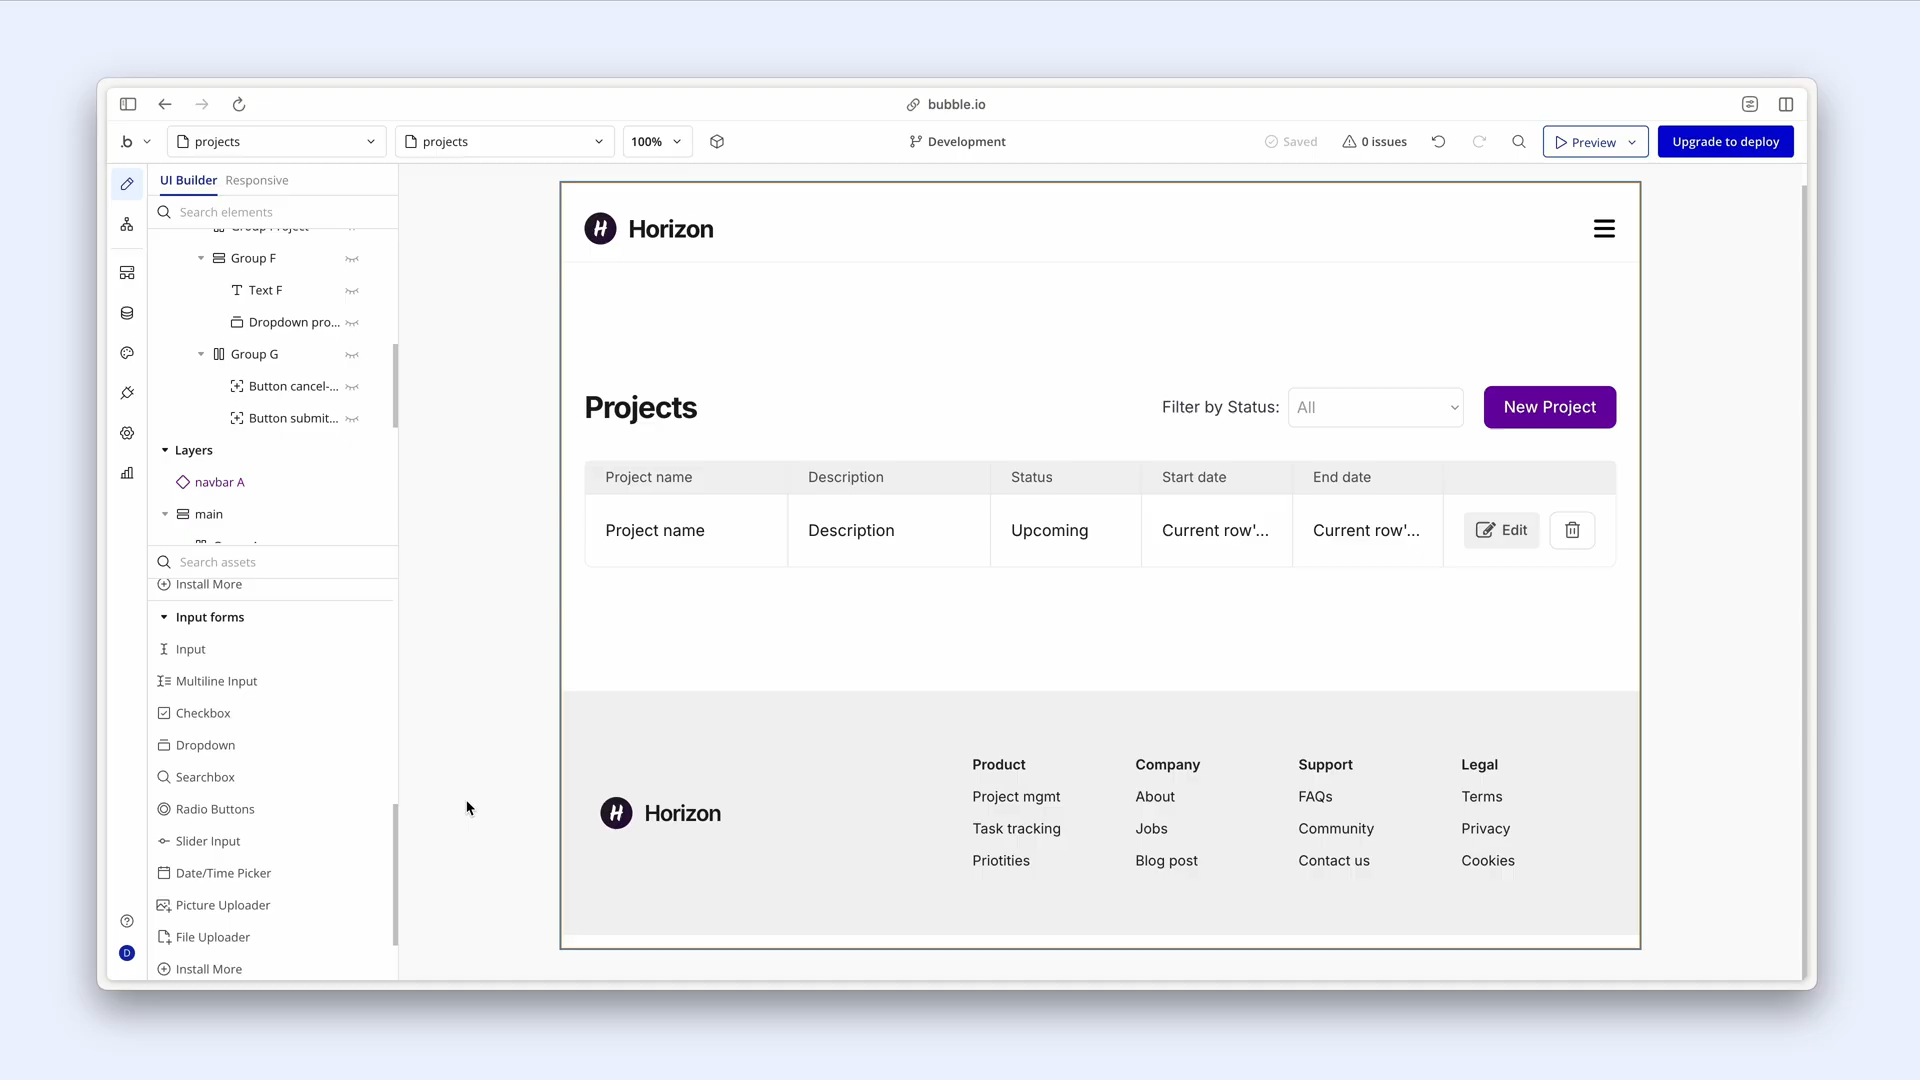 bubble.io
projects
projects
100%
Development
Saved
0 issues
Preview
Upgrade to deploy
UI Builder
Responsive
Search elements
Group Project
Group F
Text F
Dropdown pro...
Group G
Button cancel-...
Button submit...
Layers
navbar A
main
Search assets
Install More
Input forms
Input
Multiline Input
Checkbox
Dropdown
Searchbox
Radio Buttons
Slider Input
Date/Time Picker
Picture Uploader
File Uploader
Install More
D
H Horizon
Projects
Filter by Status:
All
New Project
Project name Description Status Start date End date
Project name Description Upcoming Current row'... Current row'... Edit
H Horizon
Product
Project mgmt
Task tracking
Priotities
Company
About
Jobs
Blog post
Support
FAQs
Community
Contact us
Legal
Terms
Privacy
Cookies